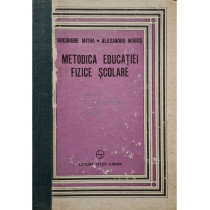 GHEORGHE MITRA • ALEXANDRU MOGOȘ
METODICA EDUCAȚIEI
FIZICE ȘCOLARE